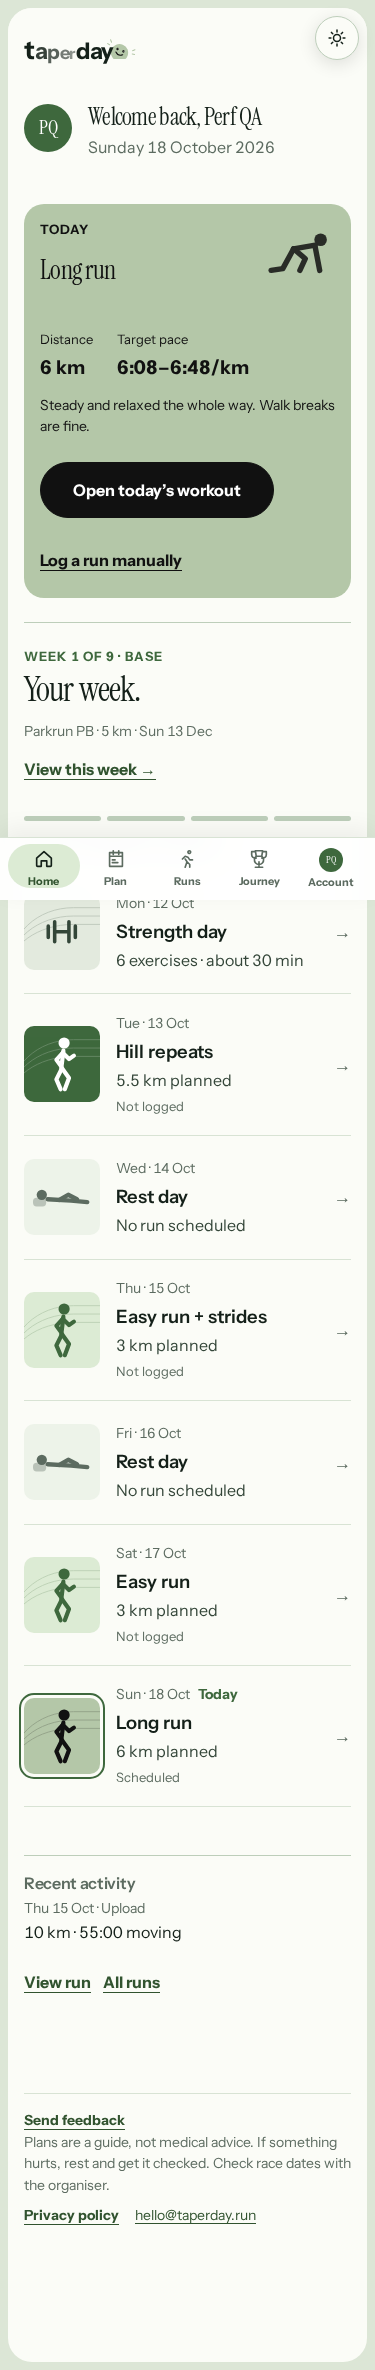 taperday
PQ
Welcome back, Perf QA
Sunday 18 October 2026
TODAY
Long run
Distance Target pace
6 km 6:08–6:48/km
Steady and relaxed the whole way. Walk breaks
are fine.
Open today’s workout
Log a run manually
WEEK 1 OF 9 · BASE
Your week.
Parkrun PB · 5 km · Sun 13 Dec
View this week →
Home Plan Runs Journey PQ Account
Mon · 12 Oct
Strength day
6 exercises · about 30 min
→
Tue · 13 Oct
Hill repeats
5.5 km planned
Not logged
→
Wed · 14 Oct
Rest day
No run scheduled
→
Thu · 15 Oct
Easy run + strides
3 km planned
Not logged
→
Fri · 16 Oct
Rest day
No run scheduled
→
Sat · 17 Oct
Easy run
3 km planned
Not logged
→
Sun · 18 Oct Today
Long run
6 km planned
Scheduled
→
Recent activity
Thu 15 Oct · Upload
10 km · 55:00 moving
View run All runs
Send feedback
Plans are a guide, not medical advice. If something
hurts, rest and get it checked. Check race dates with
the organiser.
Privacy policy hello@taperday.run